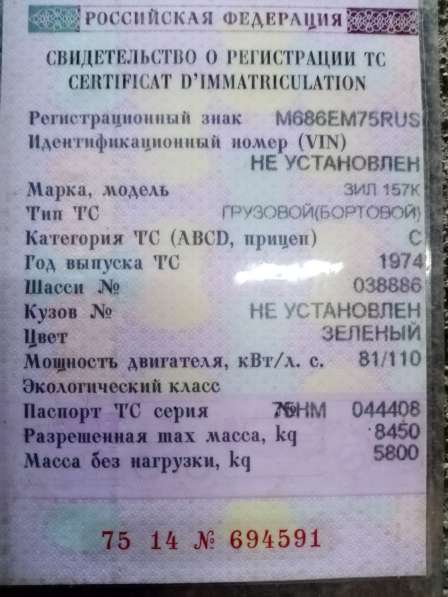 РОССИЙСКАЯ ФЕДЕРАЦИЯ
СВИДЕТЕЛЬСТВО О РЕГИСТРАЦИИ ТС
CERTIFICAT D'IMMATRICULATION
Регистрационный знак М686ЕМ75RUS
Идентификационный номер (VIN)
НЕ УСТАНОВЛЕН
Марка, модель ЗИЛ 157К
Тип ТС ГРУЗОВОЙ(БОРТОВОЙ)
Категория ТС (ABCD, прицеп) С
Год выпуска ТС 1974
Шасси № 038886
Кузов № НЕ УСТАНОВЛЕН
Цвет ЗЕЛЕНЫЙ
Мощность двигателя, кВт/л. с. 81/110
Экологический класс
Паспорт ТС серия 75НМ № 044408
Разрешенная max масса, kg 8450
Масса без нагрузки, kg 5800
75 14 № 694591